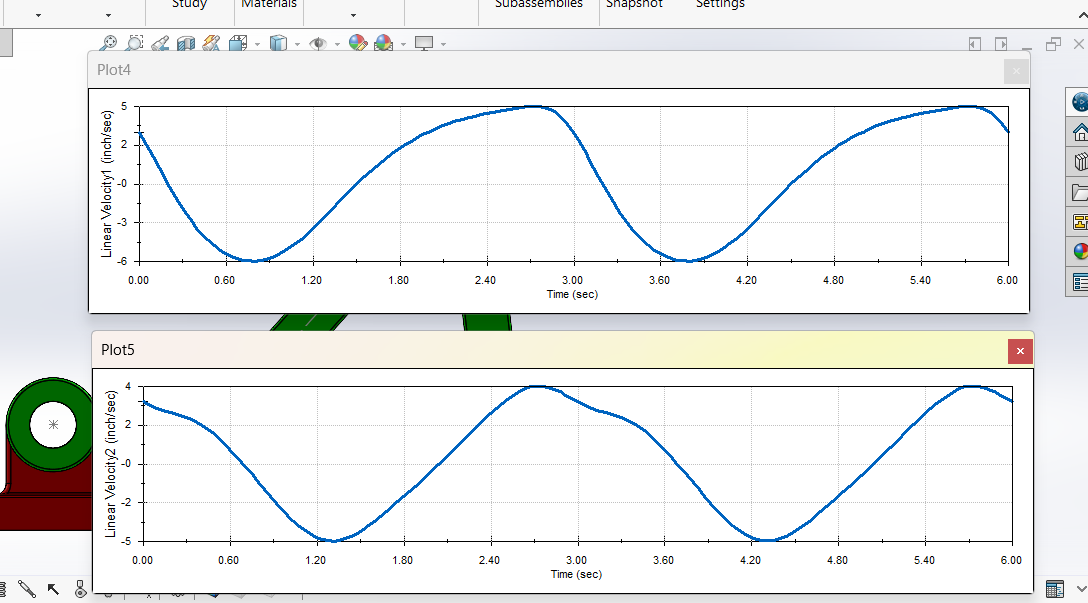 Study Materials Subassemblies Snapshot Settings
Plot4
Linear Velocity1 (inch/sec)
5
2
-0
-3
-6
0.00 0.60 1.20 1.80 2.40 3.00 3.60 4.20 4.80 5.40 6.00
Time (sec)
Plot5
Linear Velocity2 (inch/sec)
4
2
-0
-2
-5
0.00 0.60 1.20 1.80 2.40 3.00 3.60 4.20 4.80 5.40 6.00
Time (sec)